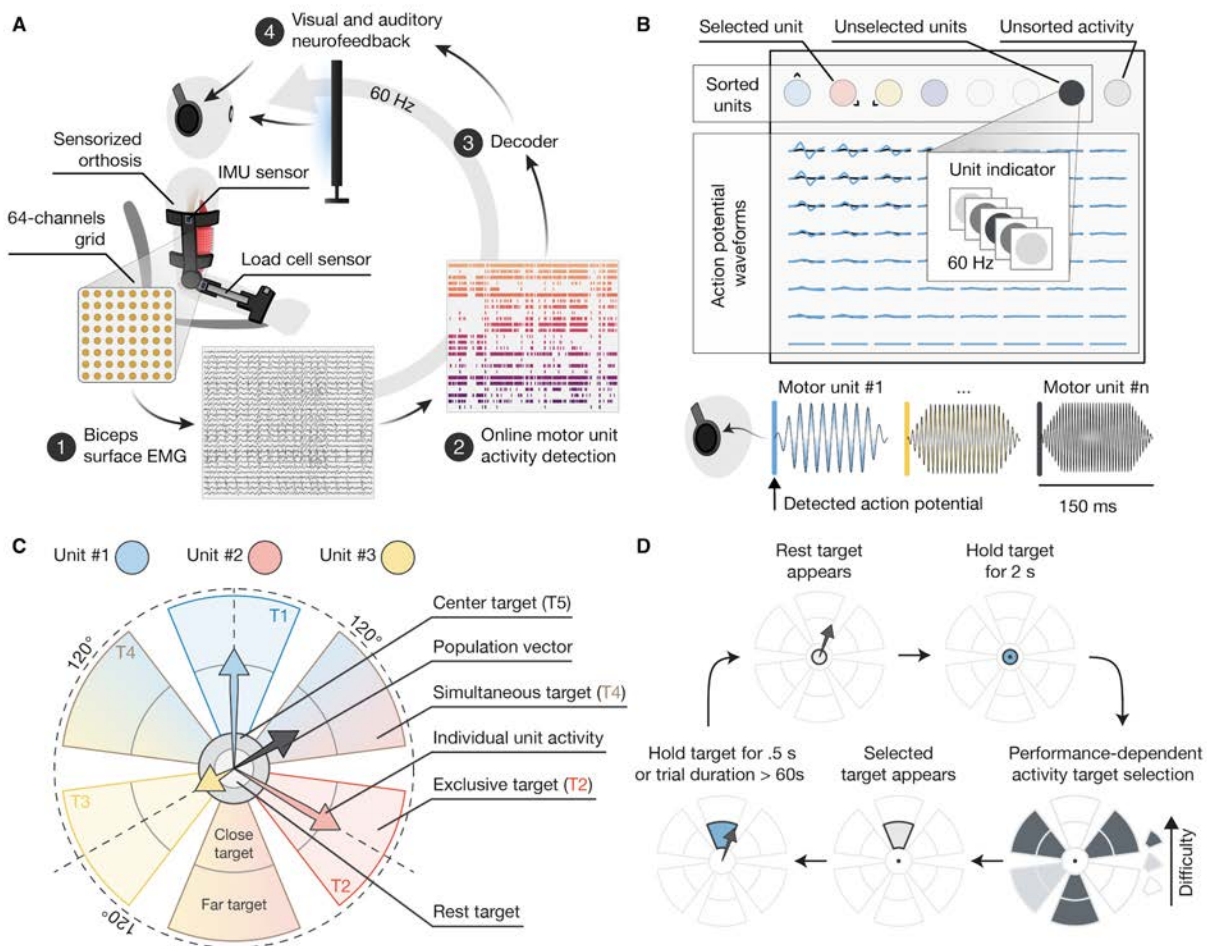 A
4
Visual and auditory
neurofeedback
60 Hz
3
Decoder
Sensorized
orthosis
IMU sensor
64-channels
grid
Load cell sensor
1
Biceps
surface EMG
2
Online motor unit
activity detection
B
Selected unit
Unselected units
Unsorted activity
Sorted
units
Action potential
waveforms
Unit indicator
60 Hz
Motor unit #1
...
Motor unit #n
Detected action potential
150 ms
C
Unit #1
Unit #2
Unit #3
T1
120°
120°
T4
Center target (T5)
Population vector
Simultaneous target (T4)
Individual unit activity
Exclusive target (T2)
T3
Close
target
T2
Far target
120°
Rest target
D
Rest target
appears
Hold target
for 2 s
Hold target for .5 s
or trial duration > 60s
Selected
target appears
Performance-dependent
activity target selection
Difficulty